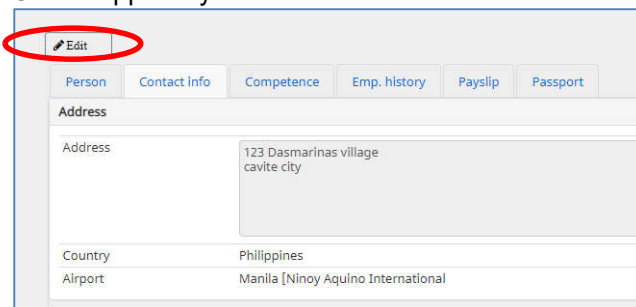 Edit
Person Contact info Competence Emp. history Payslip Passport
Address
Address 123 Dasmarinas village
cavite city
Country Philippines
Airport Manila [Ninoy Aquino International